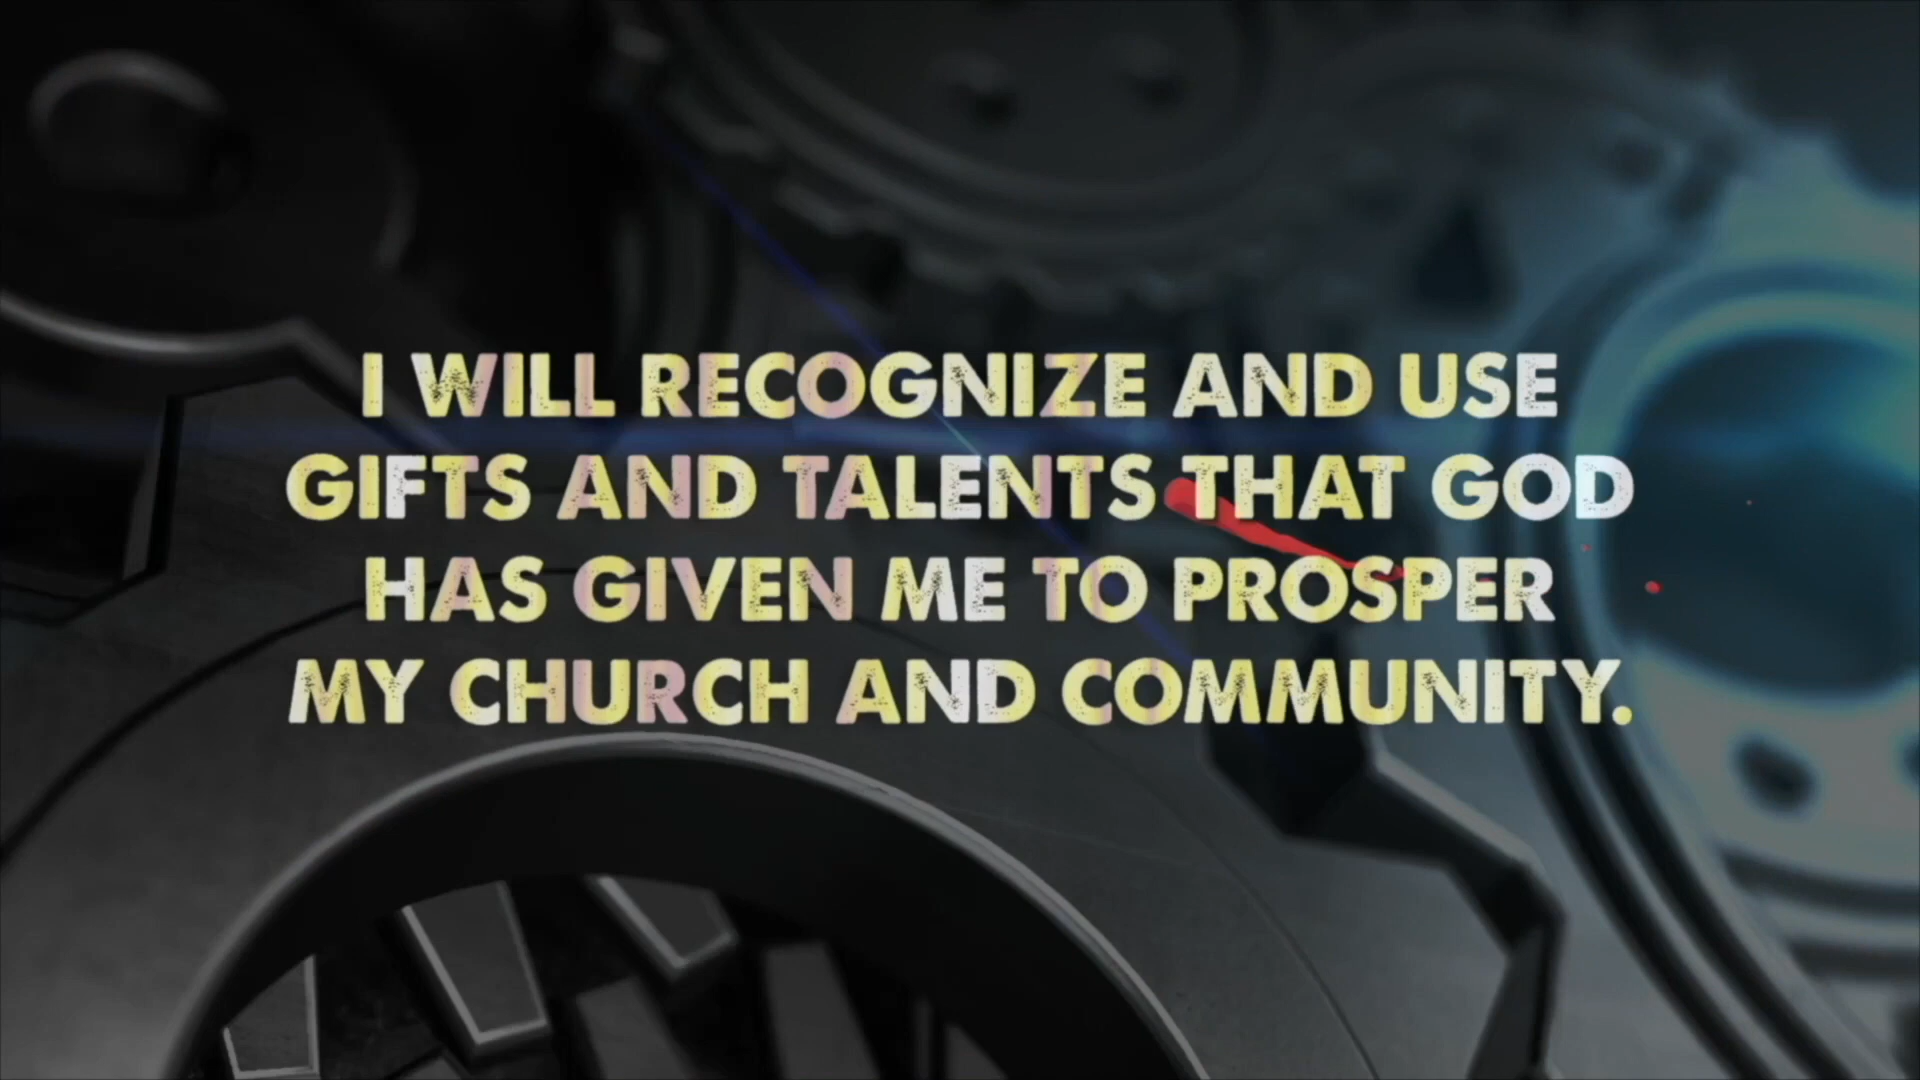 I WILL RECOGNIZE AND USE
GIFTS AND TALENTS THAT GOD
HAS GIVEN ME TO PROSPER
MY CHURCH AND COMMUNITY.